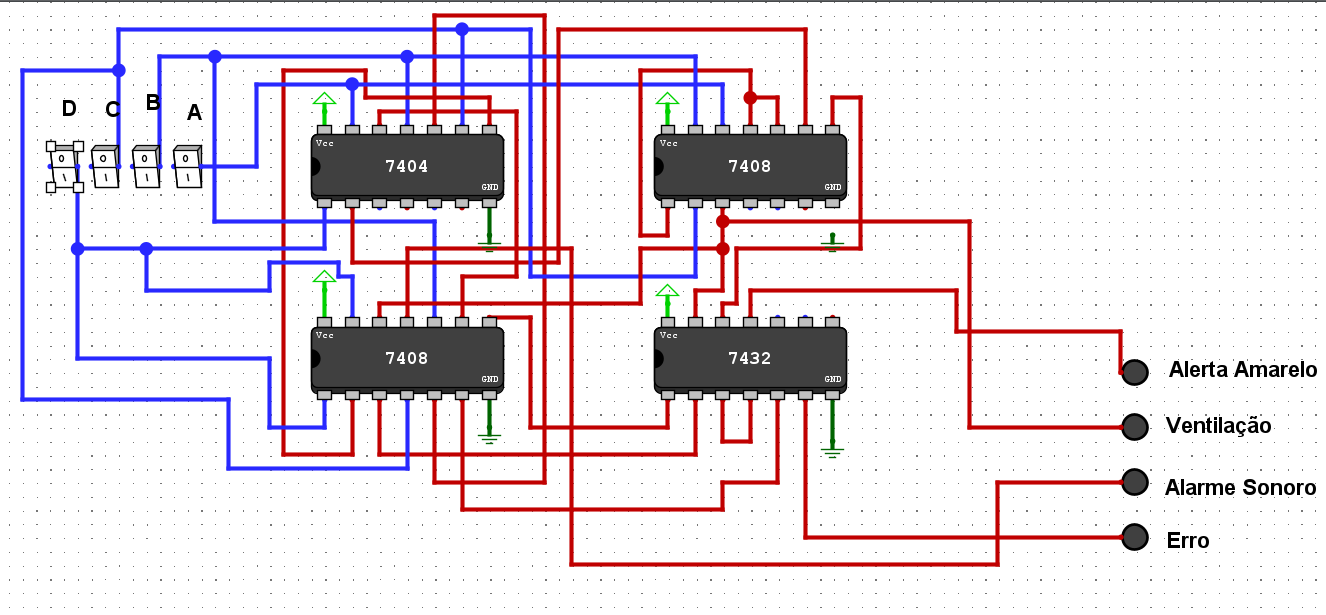 D C B A
Vcc
7404
GND
Vcc
7408
GND
Vcc
7408
GND
Vcc
7432
GND
Alerta Amarelo
Ventilação
Alarme Sonoro
Erro